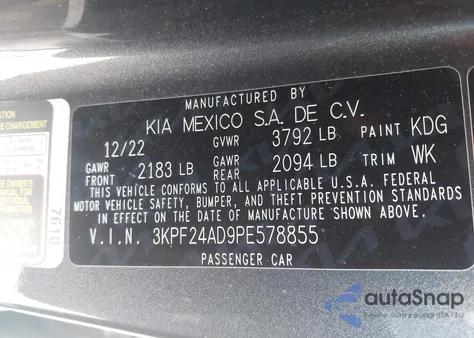 MANUFACTURED BY
KIA MEXICO S.A. DE C.V.
12/22 GVWR 3792 LB PAINT KDG
GAWR FRONT 2183 LB GAWR REAR 2094 LB TRIM WK
THIS VEHICLE CONFORMS TO ALL APPLICABLE U.S.A. FEDERAL
MOTOR VEHICLE SAFETY, BUMPER, AND THEFT PREVENTION STANDARDS
IN EFFECT ON THE DATE OF MANUFACTURE SHOWN ABOVE.
V.I.N. 3KPF24AD9PE578855
PASSENGER CAR
7610
autoSnap